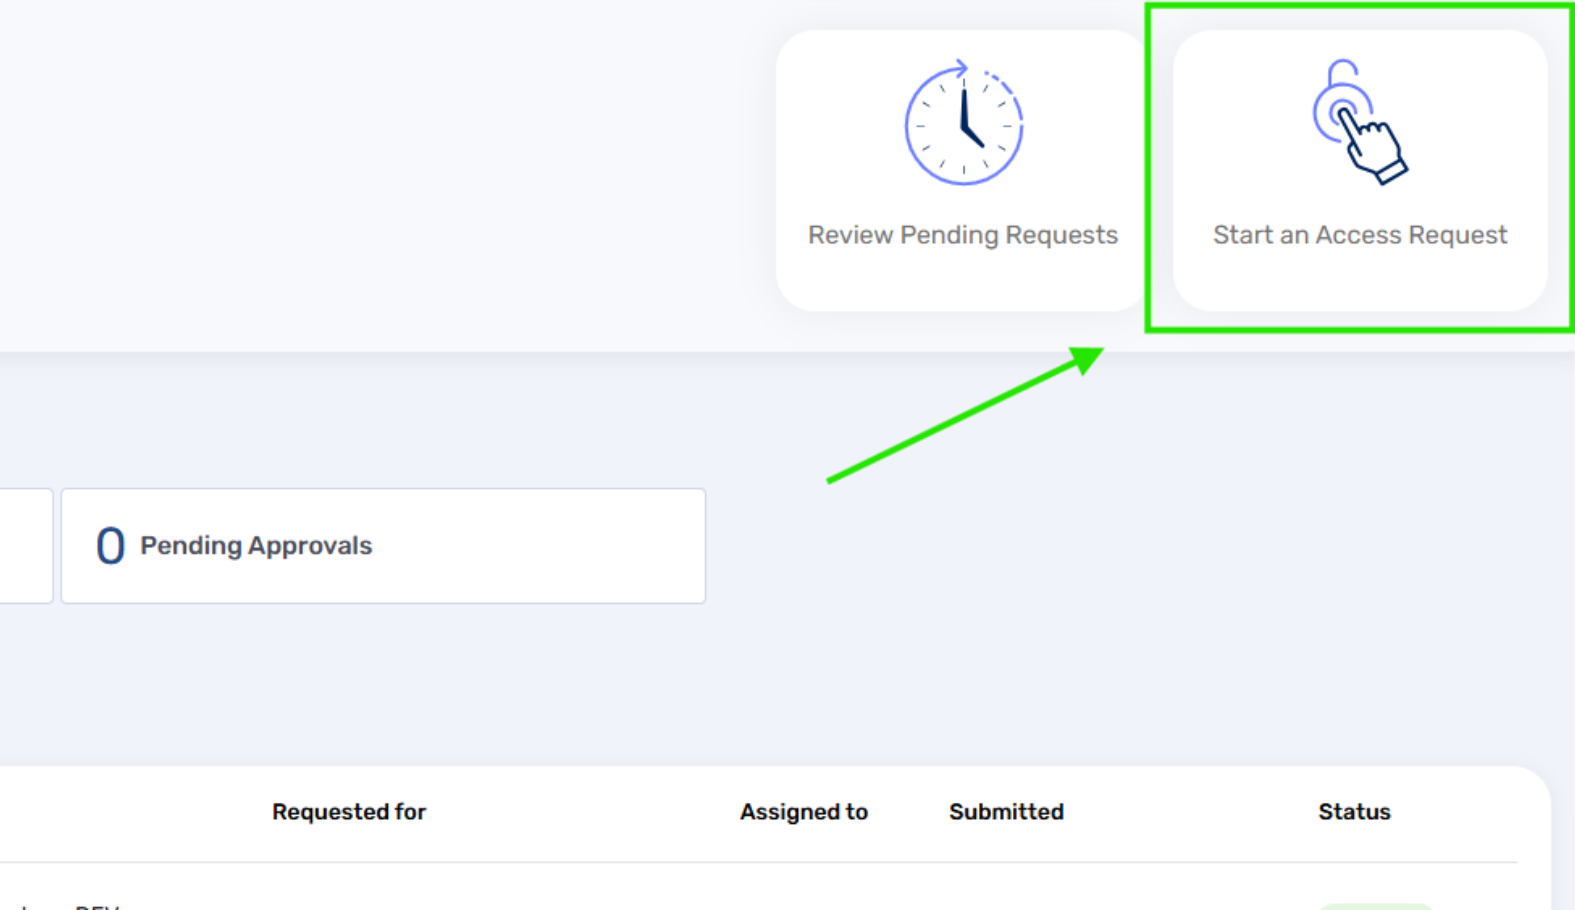 Review Pending Requests
Start an Access Request
0 Pending Approvals
Requested for Assigned to Submitted Status